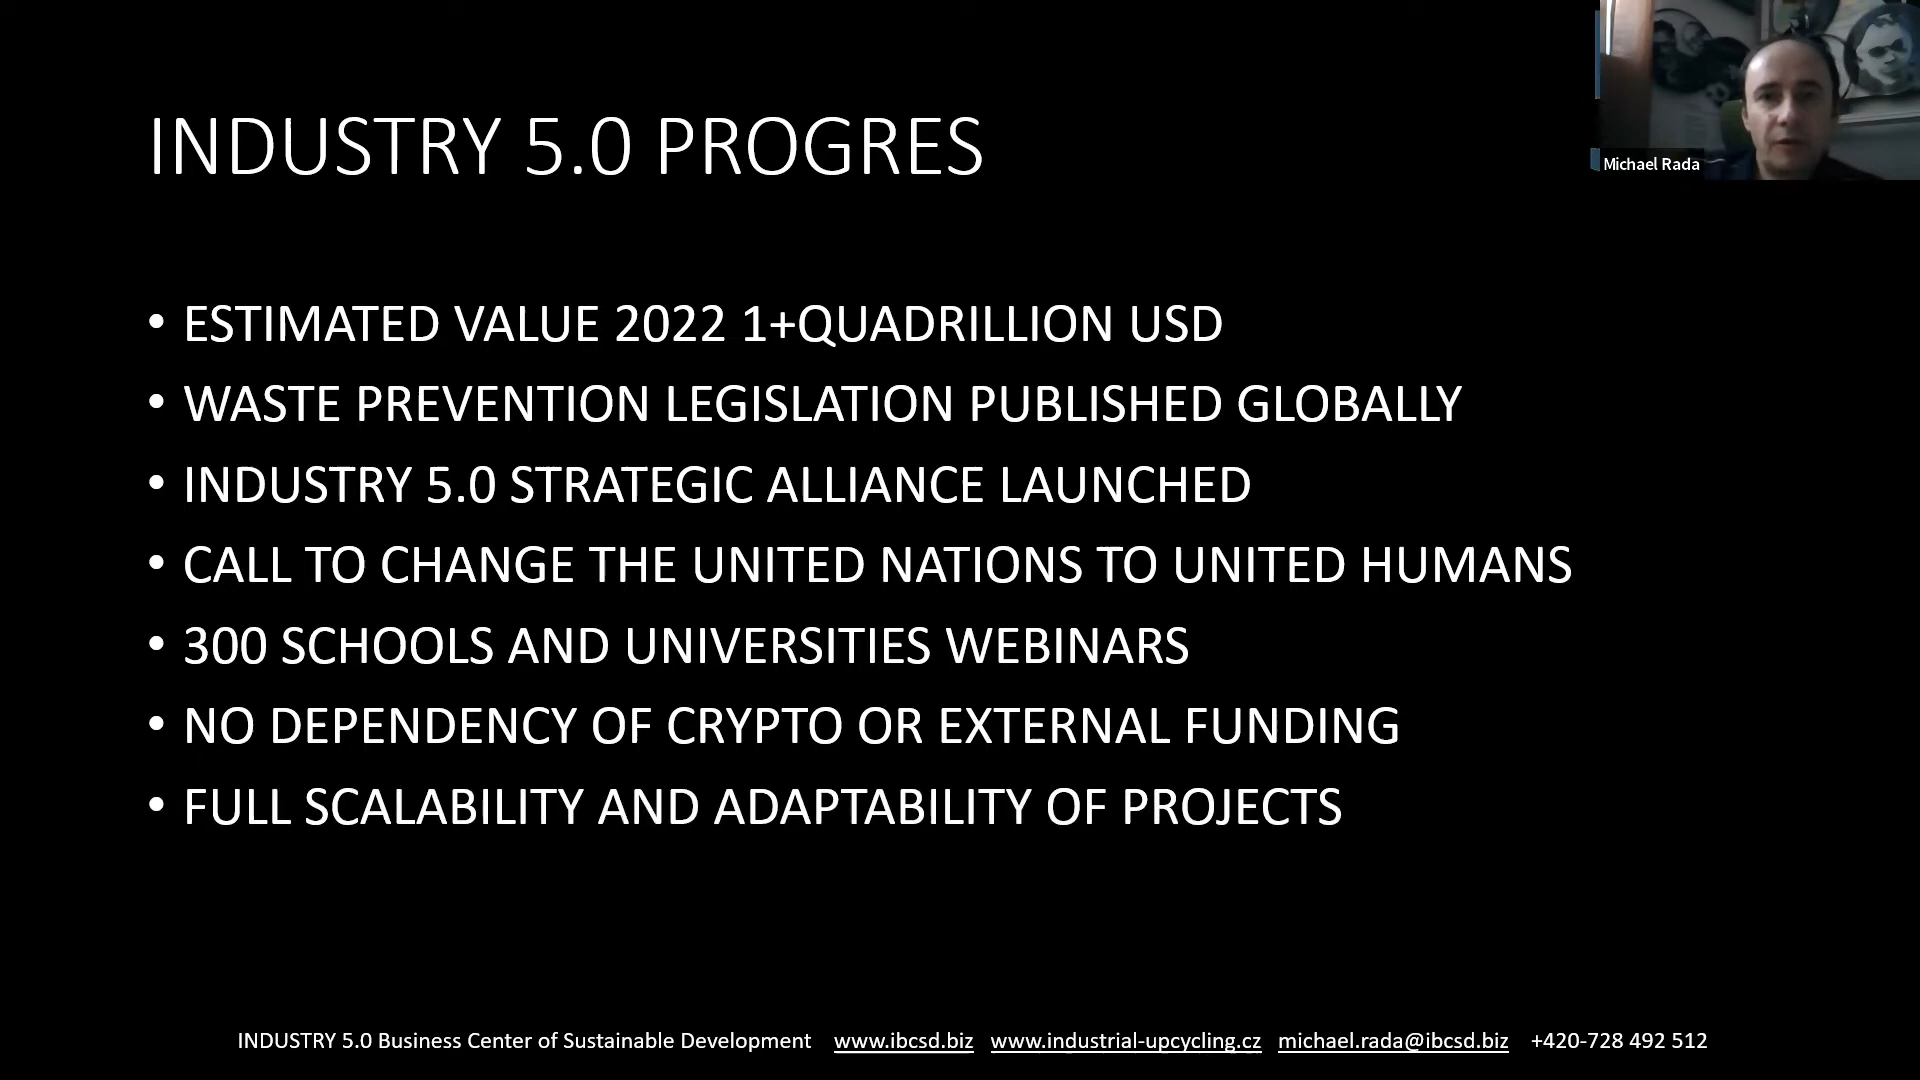 INDUSTRY 5.0 PROGRES
Michael Rada
• ESTIMATED VALUE 2022 1+QUADRILLION USD
• WASTE PREVENTION LEGISLATION PUBLISHED GLOBALLY
• INDUSTRY 5.0 STRATEGIC ALLIANCE LAUNCHED
• CALL TO CHANGE THE UNITED NATIONS TO UNITED HUMANS
• 300 SCHOOLS AND UNIVERSITIES WEBINARS
• NO DEPENDENCY OF CRYPTO OR EXTERNAL FUNDING
• FULL SCALABILITY AND ADAPTABILITY OF PROJECTS
INDUSTRY 5.0 Business Center of Sustainable Development www.ibcsd.biz www.industrial-upcycling.cz michael.rada@ibcsd.biz +420-728 492 512